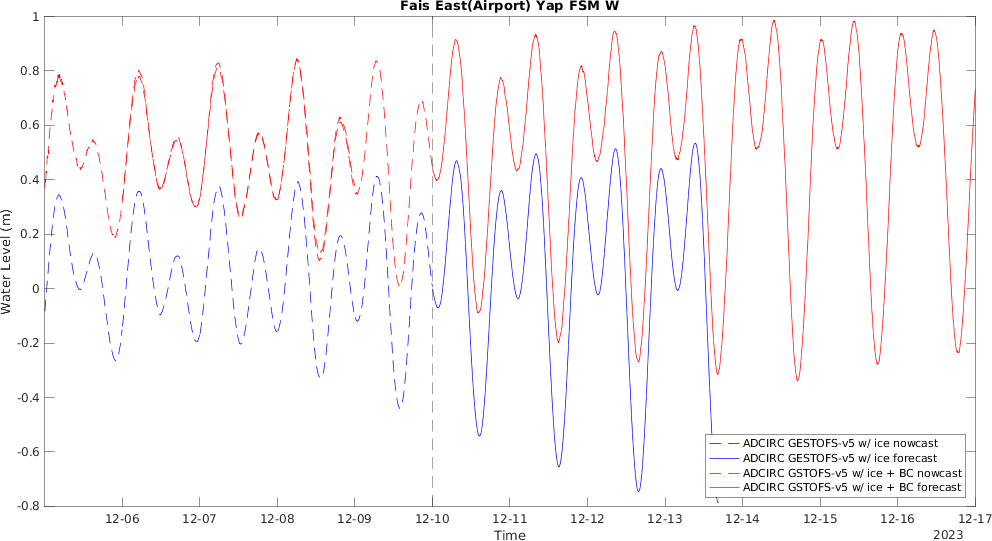 Fais East(Airport) Yap FSM W
1
0.8
0.6
0.4
0.2
0
-0.2
-0.4
-0.6
-0.8
Water Level (m)
ADCIRC GESTOFS-v5 w/ ice nowcast
ADCIRC GESTOFS-v5 w/ ice forecast
ADCIRC GSTOFS-v5 w/ ice + BC nowcast
ADCIRC GSTOFS-v5 w/ ice + BC forecast
12-06 12-07 12-08 12-09 12-10 12-11 12-12 12-13 12-14 12-15 12-16 12-17
Time
2023